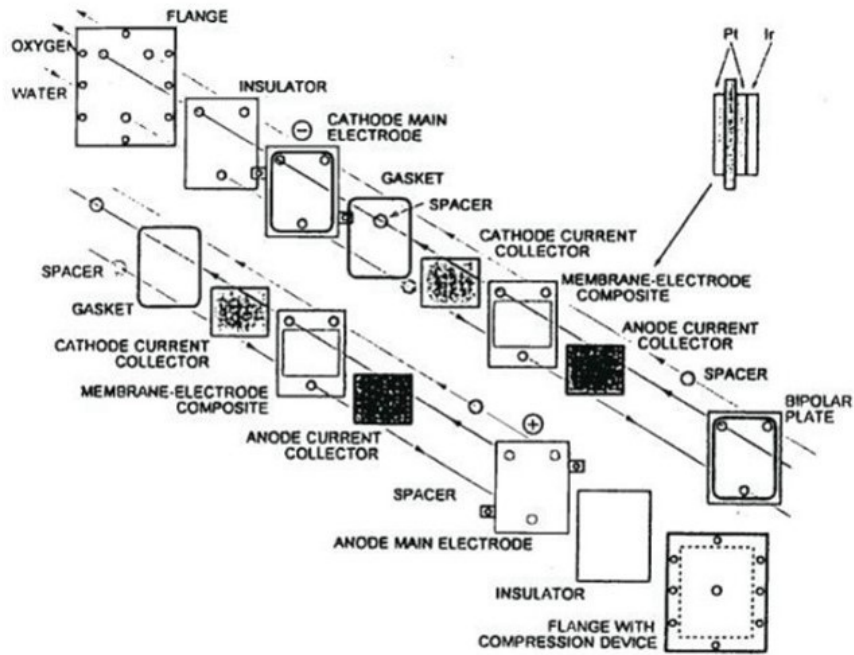 FLANGE
OXYGEN
WATER
INSULATOR
⊖
CATHODE MAIN
ELECTRODE
GASKET
SPACER
CATHODE CURRENT
COLLECTOR
MEMBRANE-ELECTRODE
COMPOSITE
ANODE CURRENT
COLLECTOR
SPACER
BIPOLAR
PLATE
Pt
Ir
SPACER
GASKET
CATHODE CURRENT
COLLECTOR
MEMBRANE-ELECTRODE
COMPOSITE
ANODE CURRENT
COLLECTOR
⊕
SPACER
ANODE MAIN ELECTRODE
INSULATOR
FLANGE WITH
COMPRESSION DEVICE